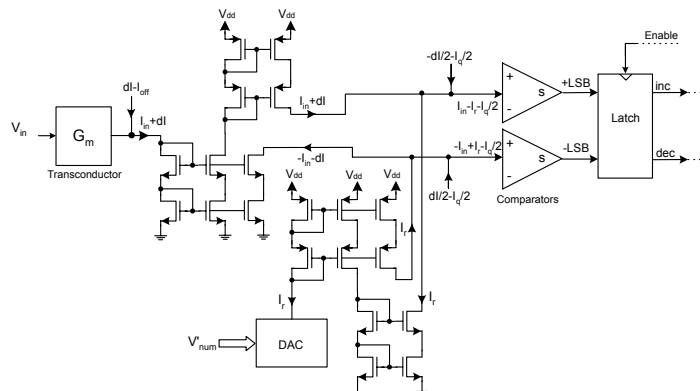 Vdd
Vdd
Enable
-dI/2-Iq/2
dI-Ioff
Iin+dI
+
+LSB
inc
Iin-Ir-Iq/2
-
s
Vin
Gm
Iin+dI
Latch
Transconductor
-Iin+Ir-Iq/2
+
-LSB
dec
-Iin-dI
-
s
Vdd
Vdd
Vdd
dI/2-Iq/2
Comparators
Ir
Ir
Ir
V'num
DAC